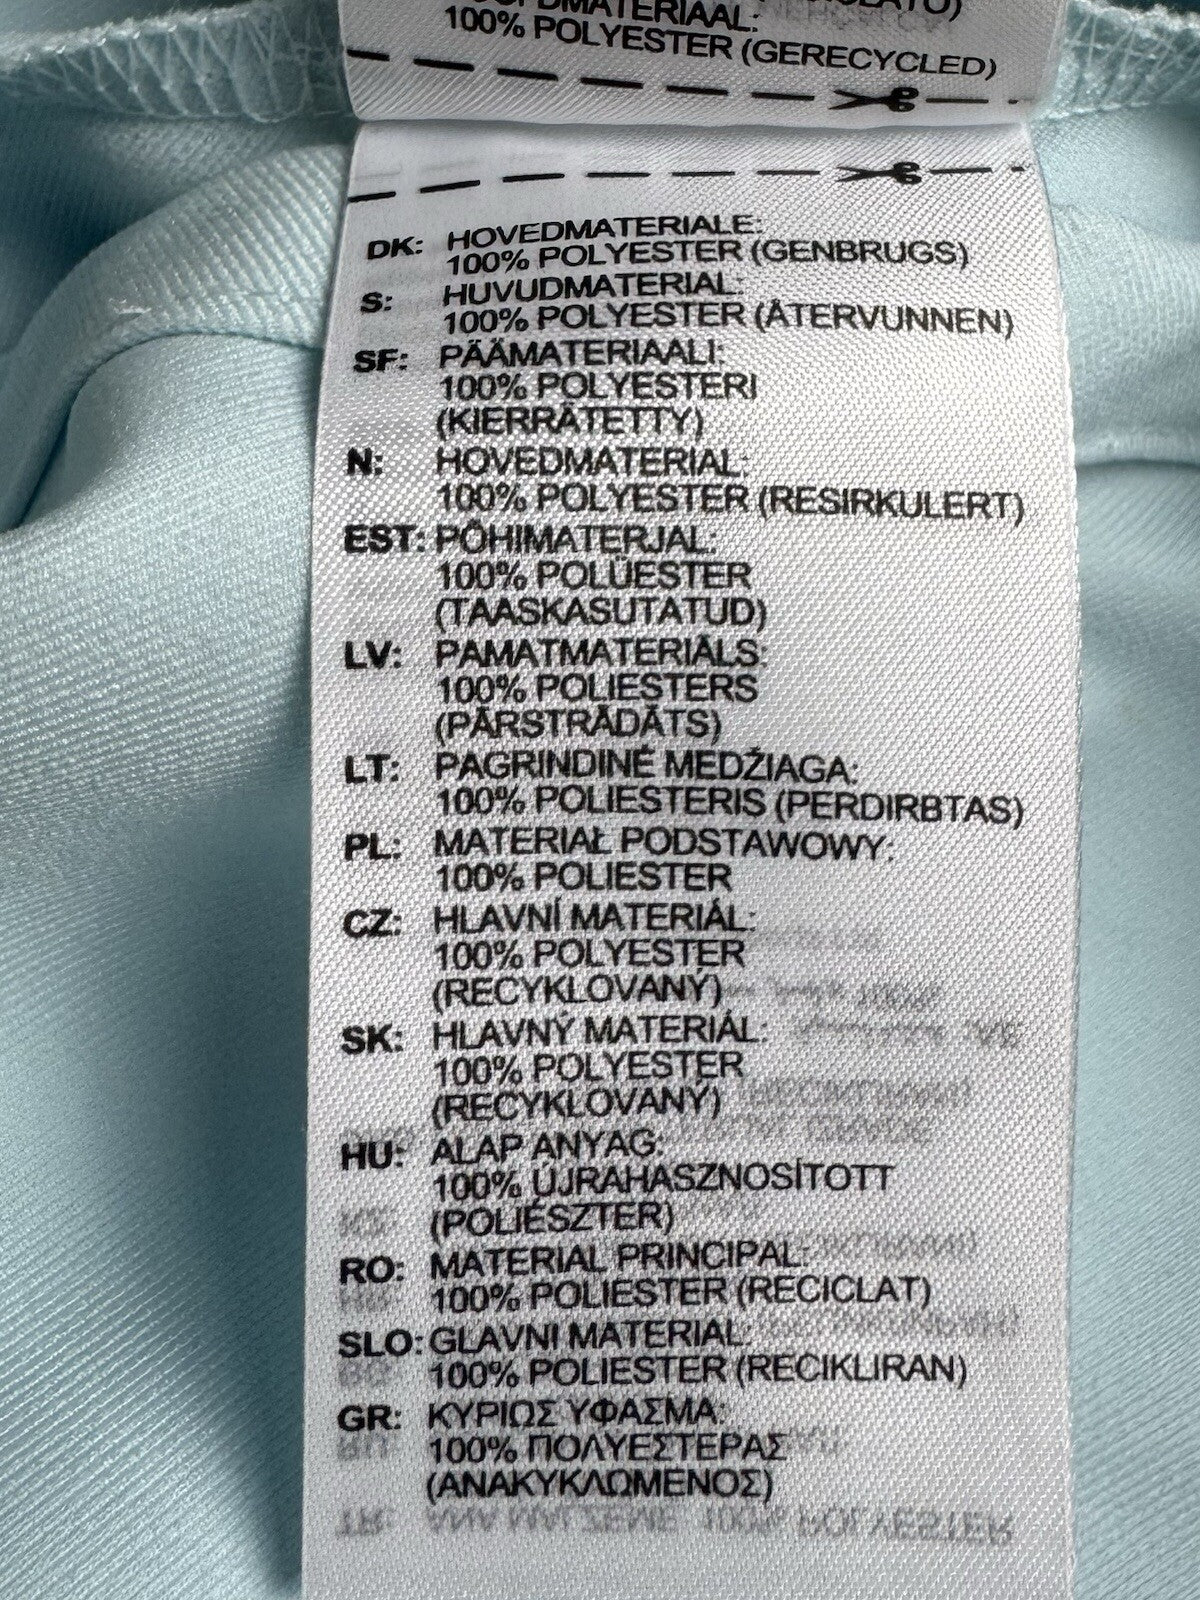 100% POLYESTER (GERECYCLED)
DK: HOVEDMATERIALE:
100% POLYESTER (GENBRUGS)
S: HUVUDMATERIAL:
100% POLYESTER (ÅTERVUNNEN)
SF: PÄÄMATERIAALI:
100% POLYESTERI
(KIERRÄTETTY)
N: HOVEDMATERIAL:
100% POLYESTER (RESIRKULERT)
EST: PÕHIMATERJAL:
100% POLÜESTER
(TAASKASUTATUD)
LV: PAMATMATERIĀLS:
100% POLIESTERS
(PĀRSTRĀDĀTS)
LT: PAGRINDINĖ MEDŽIAGA:
100% POLIESTERIS (PERDIRBTAS)
PL: MATERIAŁ PODSTAWOWY:
100% POLIESTER
CZ: HLAVNÍ MATERIÁL:
100% POLYESTER
(RECYKLOVANÝ)
SK: HLAVNÝ MATERIÁL:
100% POLYESTER
(RECYKLOVANÝ)
HU: ALAP ANYAG:
100% ÚJRAHASZNOSÍTOTT
(POLIÉSZTER)
RO: MATERIAL PRINCIPAL:
100% POLIESTER (RECICLAT)
SLO: GLAVNI MATERIAL:
100% POLIESTER (RECIKLIRAN)
GR: ΚΥΡΙΩΣ ΥΦΑΣΜΑ:
100% ΠΟΛΥΕΣΤΕΡΑΣ
(ΑΝΑΚΥΚΛΩΜΕΝΟΣ)